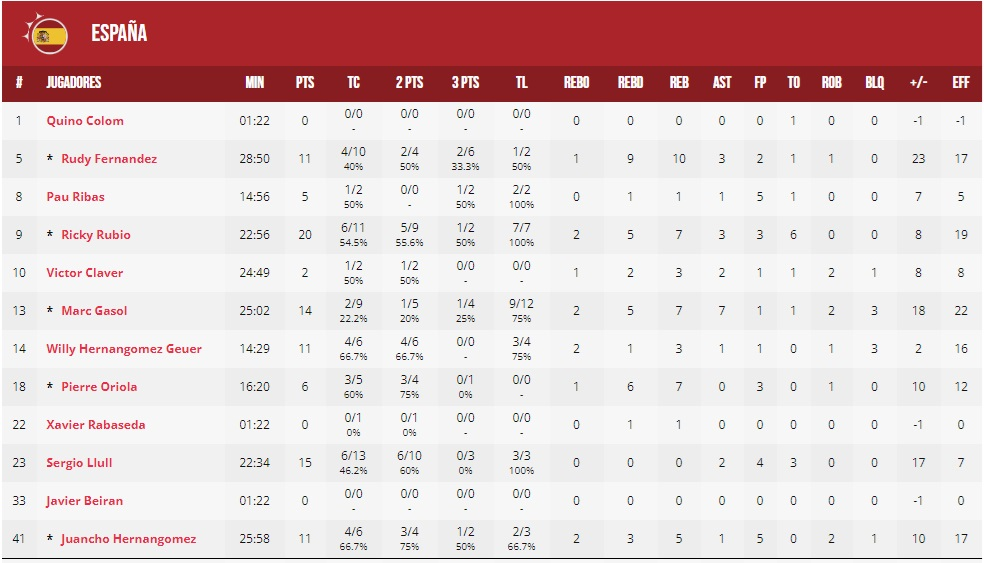 ESPAÑA
# JUGADORES MIN PTS TC 2 PTS 3 PTS TL REBO REBD REB AST FP TO ROB BLQ +/- EFF
1 Quino Colom 01:22 0 0/0 0/0 0/0 0/0 0 0 0 0 0 1 0 0 -1 -1
- - - -
5 * Rudy Fernandez 28:50 11 4/10 2/4 2/6 1/2 1 9 10 3 2 1 1 0 23 17
40% 50% 33.3% 50%
8 Pau Ribas 14:56 5 1/2 0/0 1/2 2/2 0 1 1 1 5 1 0 0 7 5
50% - 50% 100%
9 * Ricky Rubio 22:56 20 6/11 5/9 1/2 7/7 2 5 7 3 3 6 0 0 8 19
54.5% 55.6% 50% 100%
10 Victor Claver 24:49 2 1/2 1/2 0/0 0/0 1 2 3 2 1 1 2 1 8 8
50% 50% - -
13 * Marc Gasol 25:02 14 2/9 1/5 1/4 9/12 2 5 7 7 1 1 2 3 18 22
22.2% 20% 25% 75%
14 Willy Hernangomez Geuer 14:29 11 4/6 4/6 0/0 3/4 2 1 3 1 1 0 1 3 2 16
66.7% 66.7% - 75%
18 * Pierre Oriola 16:20 6 3/5 3/4 0/1 0/0 1 6 7 0 3 0 1 0 10 12
60% 75% 0% -
22 Xavier Rabaseda 01:22 0 0/1 0/1 0/0 0/0 0 1 1 0 0 0 0 0 -1 0
0% 0% - -
23 Sergio Llull 22:34 15 6/13 6/10 0/3 3/3 0 0 0 2 4 3 0 0 17 7
46.2% 60% 0% 100%
33 Javier Beiran 01:22 0 0/0 0/0 0/0 0/0 0 0 0 0 0 0 0 0 -1 0
- - - -
41 * Juancho Hernangomez 25:58 11 4/6 3/4 1/2 2/3 2 3 5 1 5 0 2 1 10 17
66.7% 75% 50% 66.7%